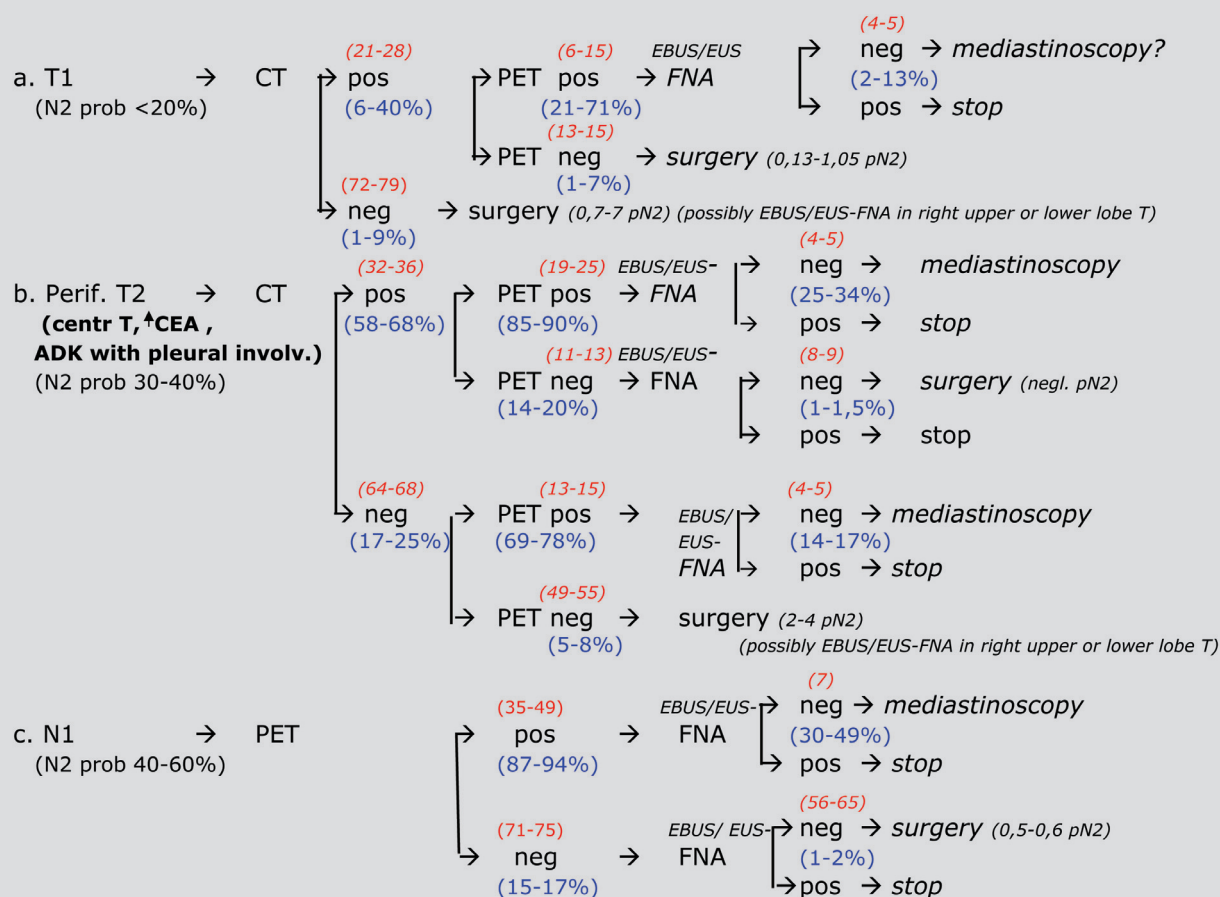 (21-28) (6-15) EBUS/EUS (4-5)
a. T1 → CT pos → PET pos → FNA → neg → mediastinoscopy?
(N2 prob <20%) (6-40%) (21-71%) (2-13%)
→ pos → stop
(13-15)
→ PET neg → surgery (0,13-1,05 pN2)
(1-7%)
(72-79)
→ neg → surgery (0,7-7 pN2) (possibly EBUS/EUS-FNA in right upper or lower lobe T)
(1-9%)
(32-36) (19-25) EBUS/EUS- (4-5)
b. Perif. T2 → CT → pos → PET pos → FNA → neg → mediastinoscopy
(centr T, ↑CEA , (58-68%) (85-90%) (25-34%)
ADK with pleural involv.) → pos → stop
(N2 prob 30-40%) (11-13) EBUS/EUS- (8-9)
→ PET neg → FNA → neg → surgery (negl. pN2)
(14-20%) (1-1,5%)
→ pos → stop
(64-68) (13-15) (4-5)
→ neg → PET pos → EBUS/ EUS- FNA → neg → mediastinoscopy
(17-25%) (69-78%) (14-17%)
→ pos → stop
(49-55)
→ PET neg → surgery (2-4 pN2)
(5-8%) (possibly EBUS/EUS-FNA in right upper or lower lobe T)
(35-49) EBUS/EUS- (7)
c. N1 → PET → pos → FNA → neg → mediastinoscopy
(N2 prob 40-60%) (87-94%) (30-49%)
→ pos → stop
(71-75) EBUS/ EUS- (56-65)
→ neg → FNA → neg → surgery (0,5-0,6 pN2)
(15-17%) (1-2%)
→ pos → stop